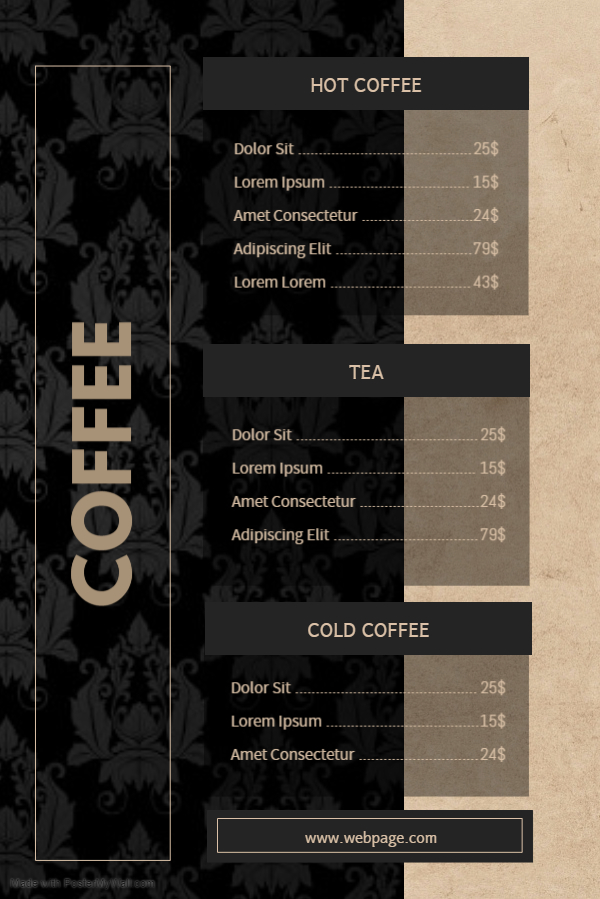 COFFEE
HOT COFFEE
Dolor Sit 25$
Lorem Ipsum 15$
Amet Consectetur 24$
Adipiscing Elit 79$
Lorem Lorem 43$
TEA
Dolor Sit 25$
Lorem Ipsum 15$
Amet Consectetur 24$
Adipiscing Elit 79$
COLD COFFEE
Dolor Sit 25$
Lorem Ipsum 15$
Amet Consectetur 24$
www.webpage.com
Made with PosterMyWall.com